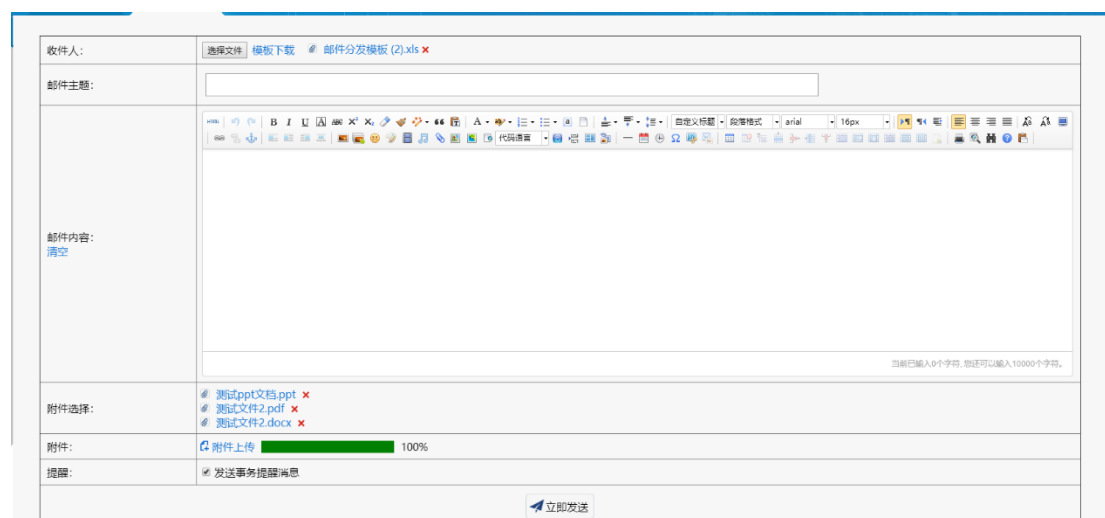 收件人:
选择文件 模板下载 邮件分发模板 (2).xls
邮件主题:
HTML B I U A ABC X² X₂ 66 A 自定义标题 段落格式 arial 16px
代码语言 Ω
邮件内容:
清空
当前已输入0个字符, 您还可以输入10000个字符。
附件选择:
测试ppt文档.ppt
测试文件2.pdf
测试文件2.docx
附件:
附件上传 100%
提醒:
发送事务提醒消息
立即发送